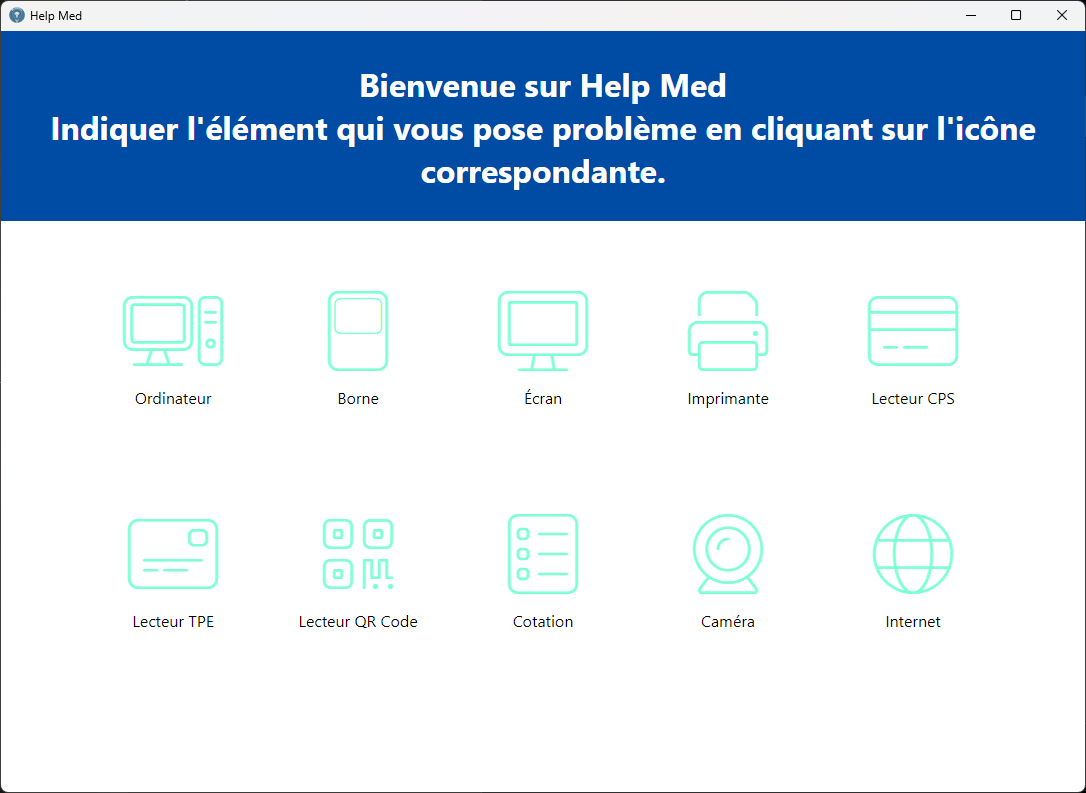 Help Med
Bienvenue sur Help Med
Indiquer l'élément qui vous pose problème en cliquant sur l'icône
correspondante.
Ordinateur
Borne
Écran
Imprimante
Lecteur CPS
Lecteur TPE
Lecteur QR Code
Cotation
Caméra
Internet